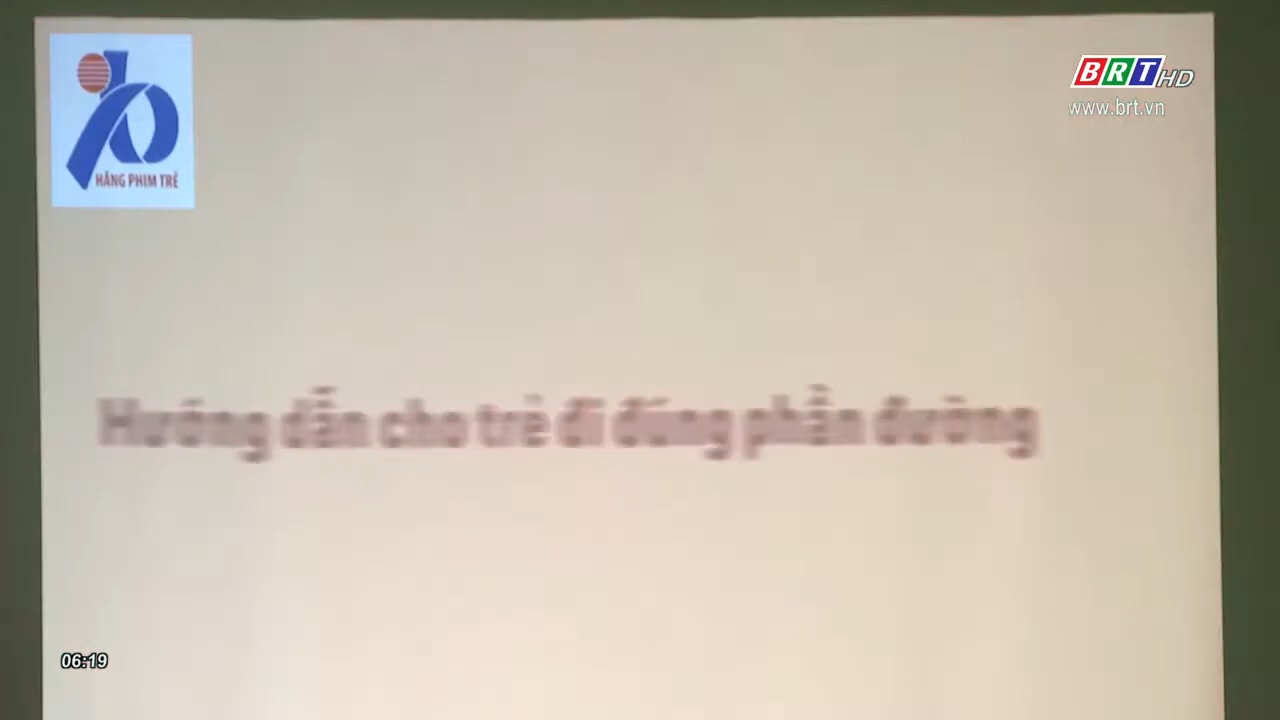 BRT HD
www.brt.vn
HÃNG PHIM TRẺ
Hướng dẫn cho trẻ đi đúng phần đường
06:19